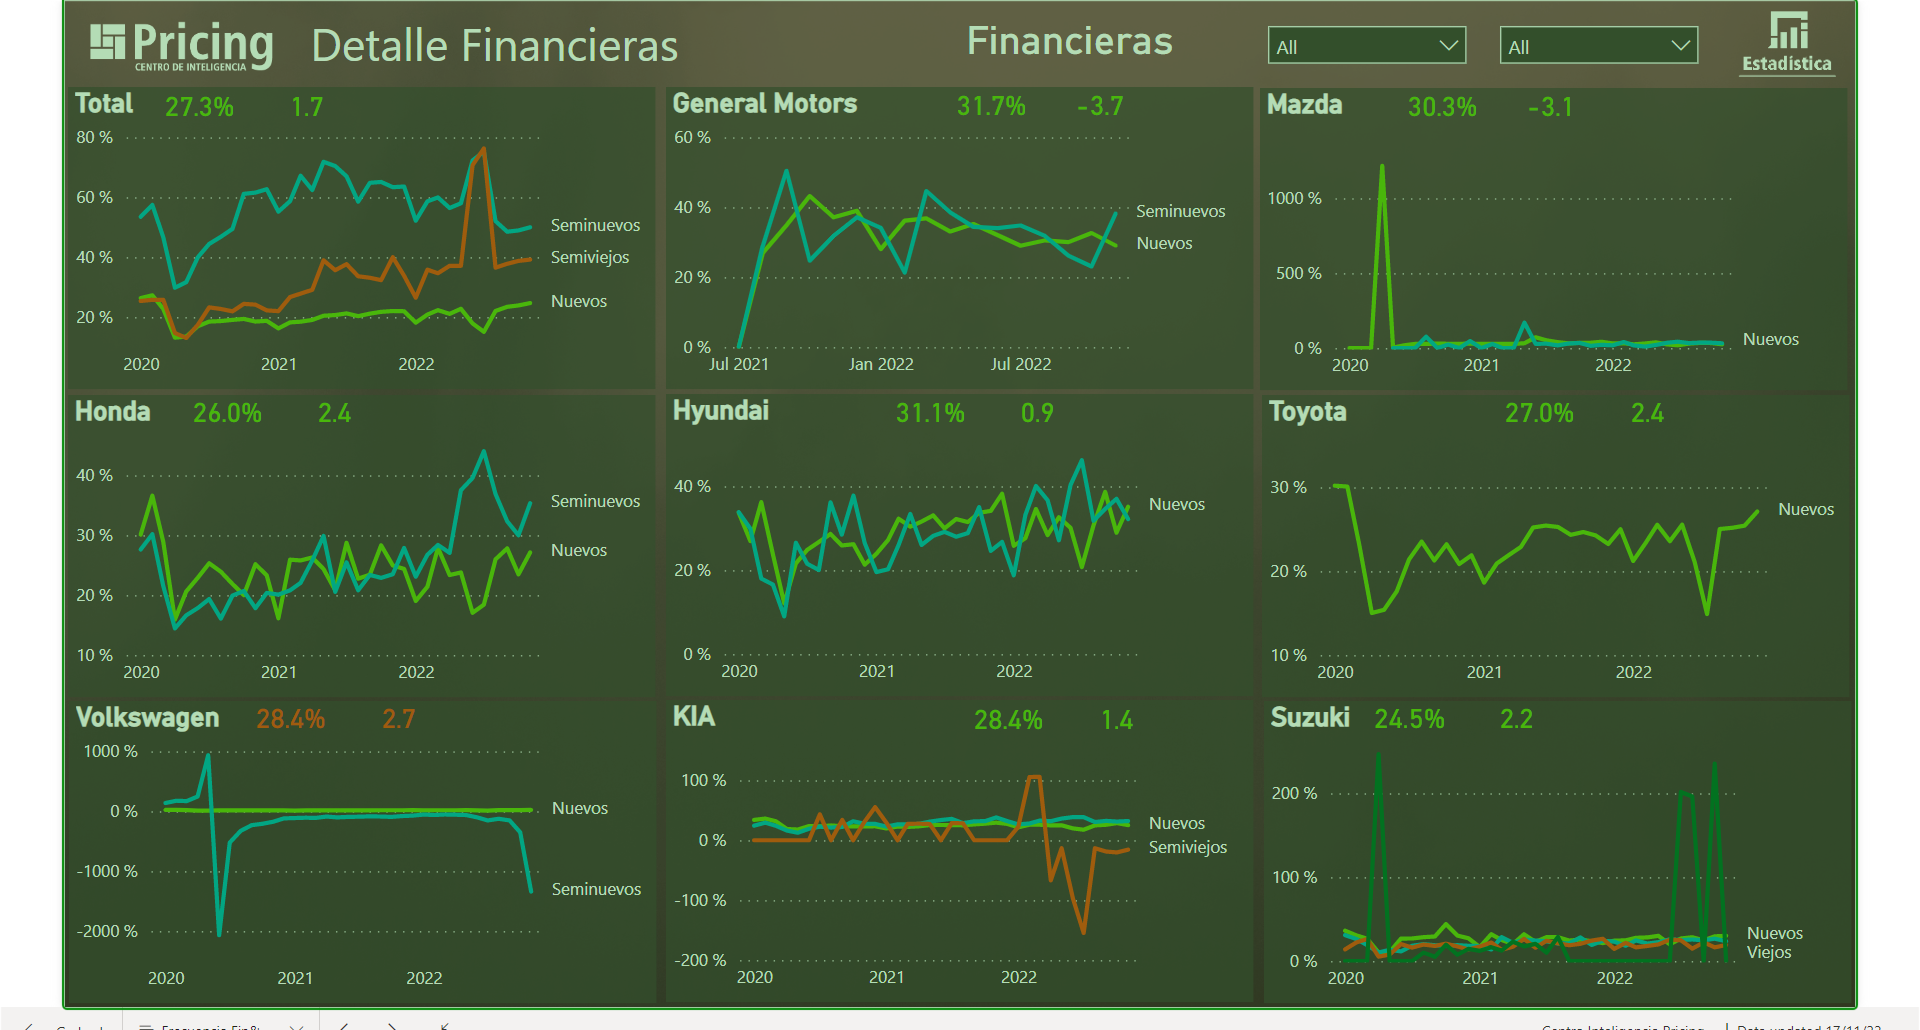 Pricing
CENTRO DE INTELIGENCIA
Detalle Financieras
Financieras
All
All
Estadística
Total 27.3% 1.7
80 %
60 %
40 %
20 %
2020 2021 2022
Seminuevos
Semiviejos
Nuevos
General Motors 31.7% -3.7
60 %
40 %
20 %
0 %
Jul 2021 Jan 2022 Jul 2022
Seminuevos
Nuevos
Mazda 30.3% -3.1
1000 %
500 %
0 %
2020 2021 2022
Nuevos
Honda 26.0% 2.4
40 %
30 %
20 %
10 %
2020 2021 2022
Seminuevos
Nuevos
Hyundai 31.1% 0.9
40 %
20 %
0 %
2020 2021 2022
Nuevos
Toyota 27.0% 2.4
30 %
20 %
10 %
2020 2021 2022
Nuevos
Volkswagen 28.4% 2.7
1000 %
0 %
-1000 %
-2000 %
2020 2021 2022
Nuevos
Seminuevos
KIA 28.4% 1.4
100 %
0 %
-100 %
-200 %
2020 2021 2022
Nuevos
Semiviejos
Suzuki 24.5% 2.2
200 %
100 %
0 %
2020 2021 2022
Nuevos
Viejos
Centro Inteligencia Pricing | Data updated 17/11/22